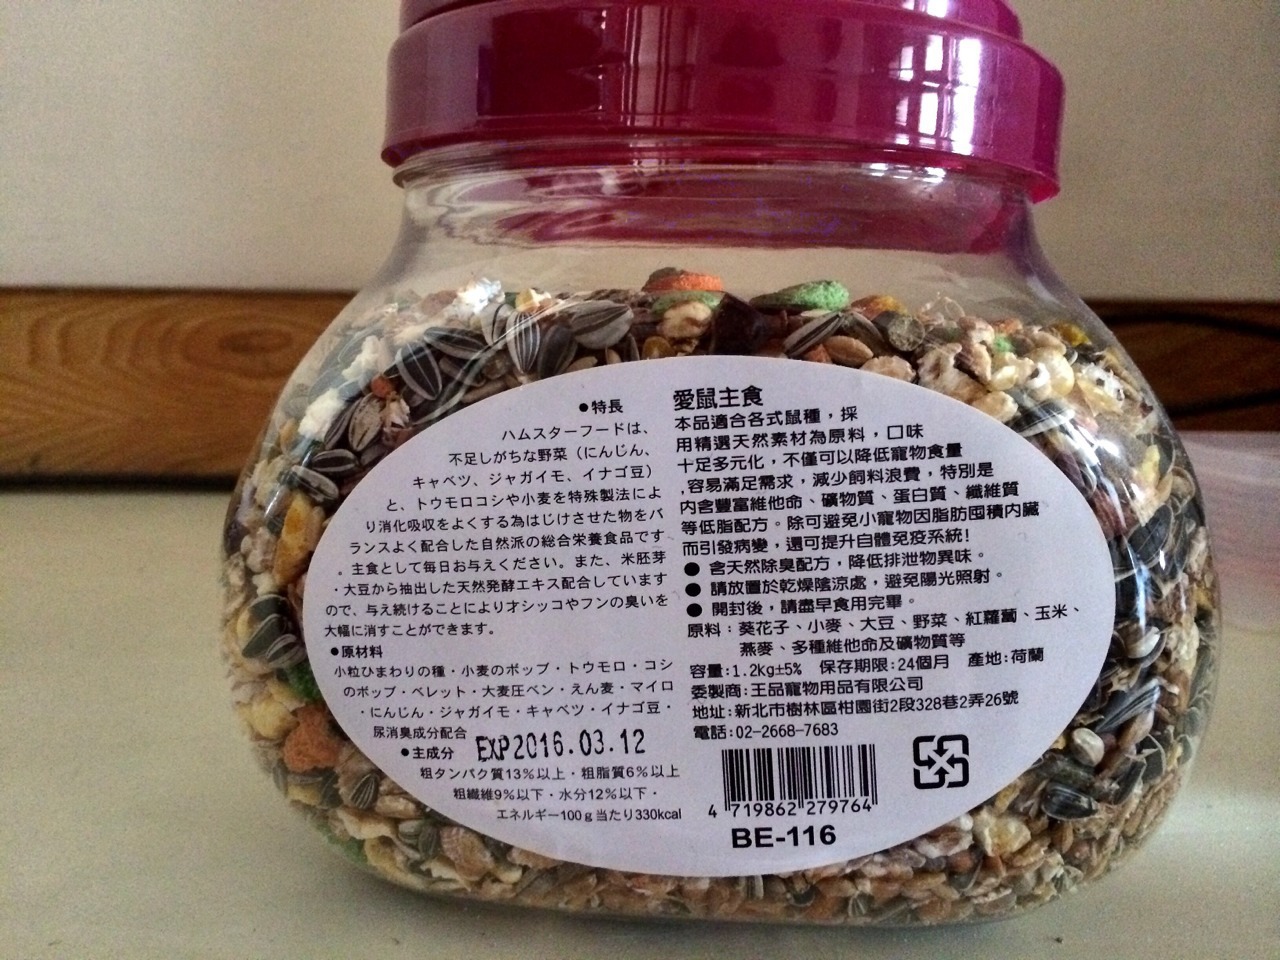 ●特長
ハムスターフードは、
不足しがちな野菜（にんじん、
キャベツ、ジャガイモ、イナゴ豆）
と、トウモロコシや小麦を特殊製法によ
り消化吸収をよくする為はじけさせた物をバ
ランスよく配合した自然派の総合栄養食品です
。主食として毎日お与えください。また、米胚芽
・大豆から抽出した天然発酵エキス配合しています
ので、与え続けることにより才シッコやフンの臭いを
大幅に消すことができます。
●原材料
小粒ひまわりの種・小麦のポップ・トウモロ・コシ
のポップ・ペレット・大麦圧ペン・えん麦・マイロ
・にんじん・ジャガイモ・キャベツ・イナゴ豆・
尿消臭成分配合
●主成分 EXP2016.03.12
粗タンパク質13%以上・粗脂質6%以上
粗繊維9%以下・水分12%以下・
エネルギー100ｇ当たり330kcal
愛鼠主食
本品適合各式鼠種，採
用精選天然素材為原料，口味
十足多元化，不僅可以降低寵物食量
,容易滿足需求，減少飼料浪費，特別是
內含豐富維他命、礦物質、蛋白質、纖維質
等低脂配方。除可避免小寵物因脂肪囤積內臟
而引發病變，還可提升自體免疫系統!
● 含天然除臭配方，降低排泄物異味。
● 請放置於乾燥陰涼處，避免陽光照射。
● 開封後，請盡早食用完畢。
原料：葵花子、小麥、大豆、野菜、紅蘿蔔、玉米、
燕麥、多種維他命及礦物質等
容量:1.2kg±5% 保存期限:24個月 產地:荷蘭
委製商:王品寵物用品有限公司
地址:新北市樹林區柑園街2段328巷2弄26號
電話:02-2668-7683
4 719862 279764
BE-116